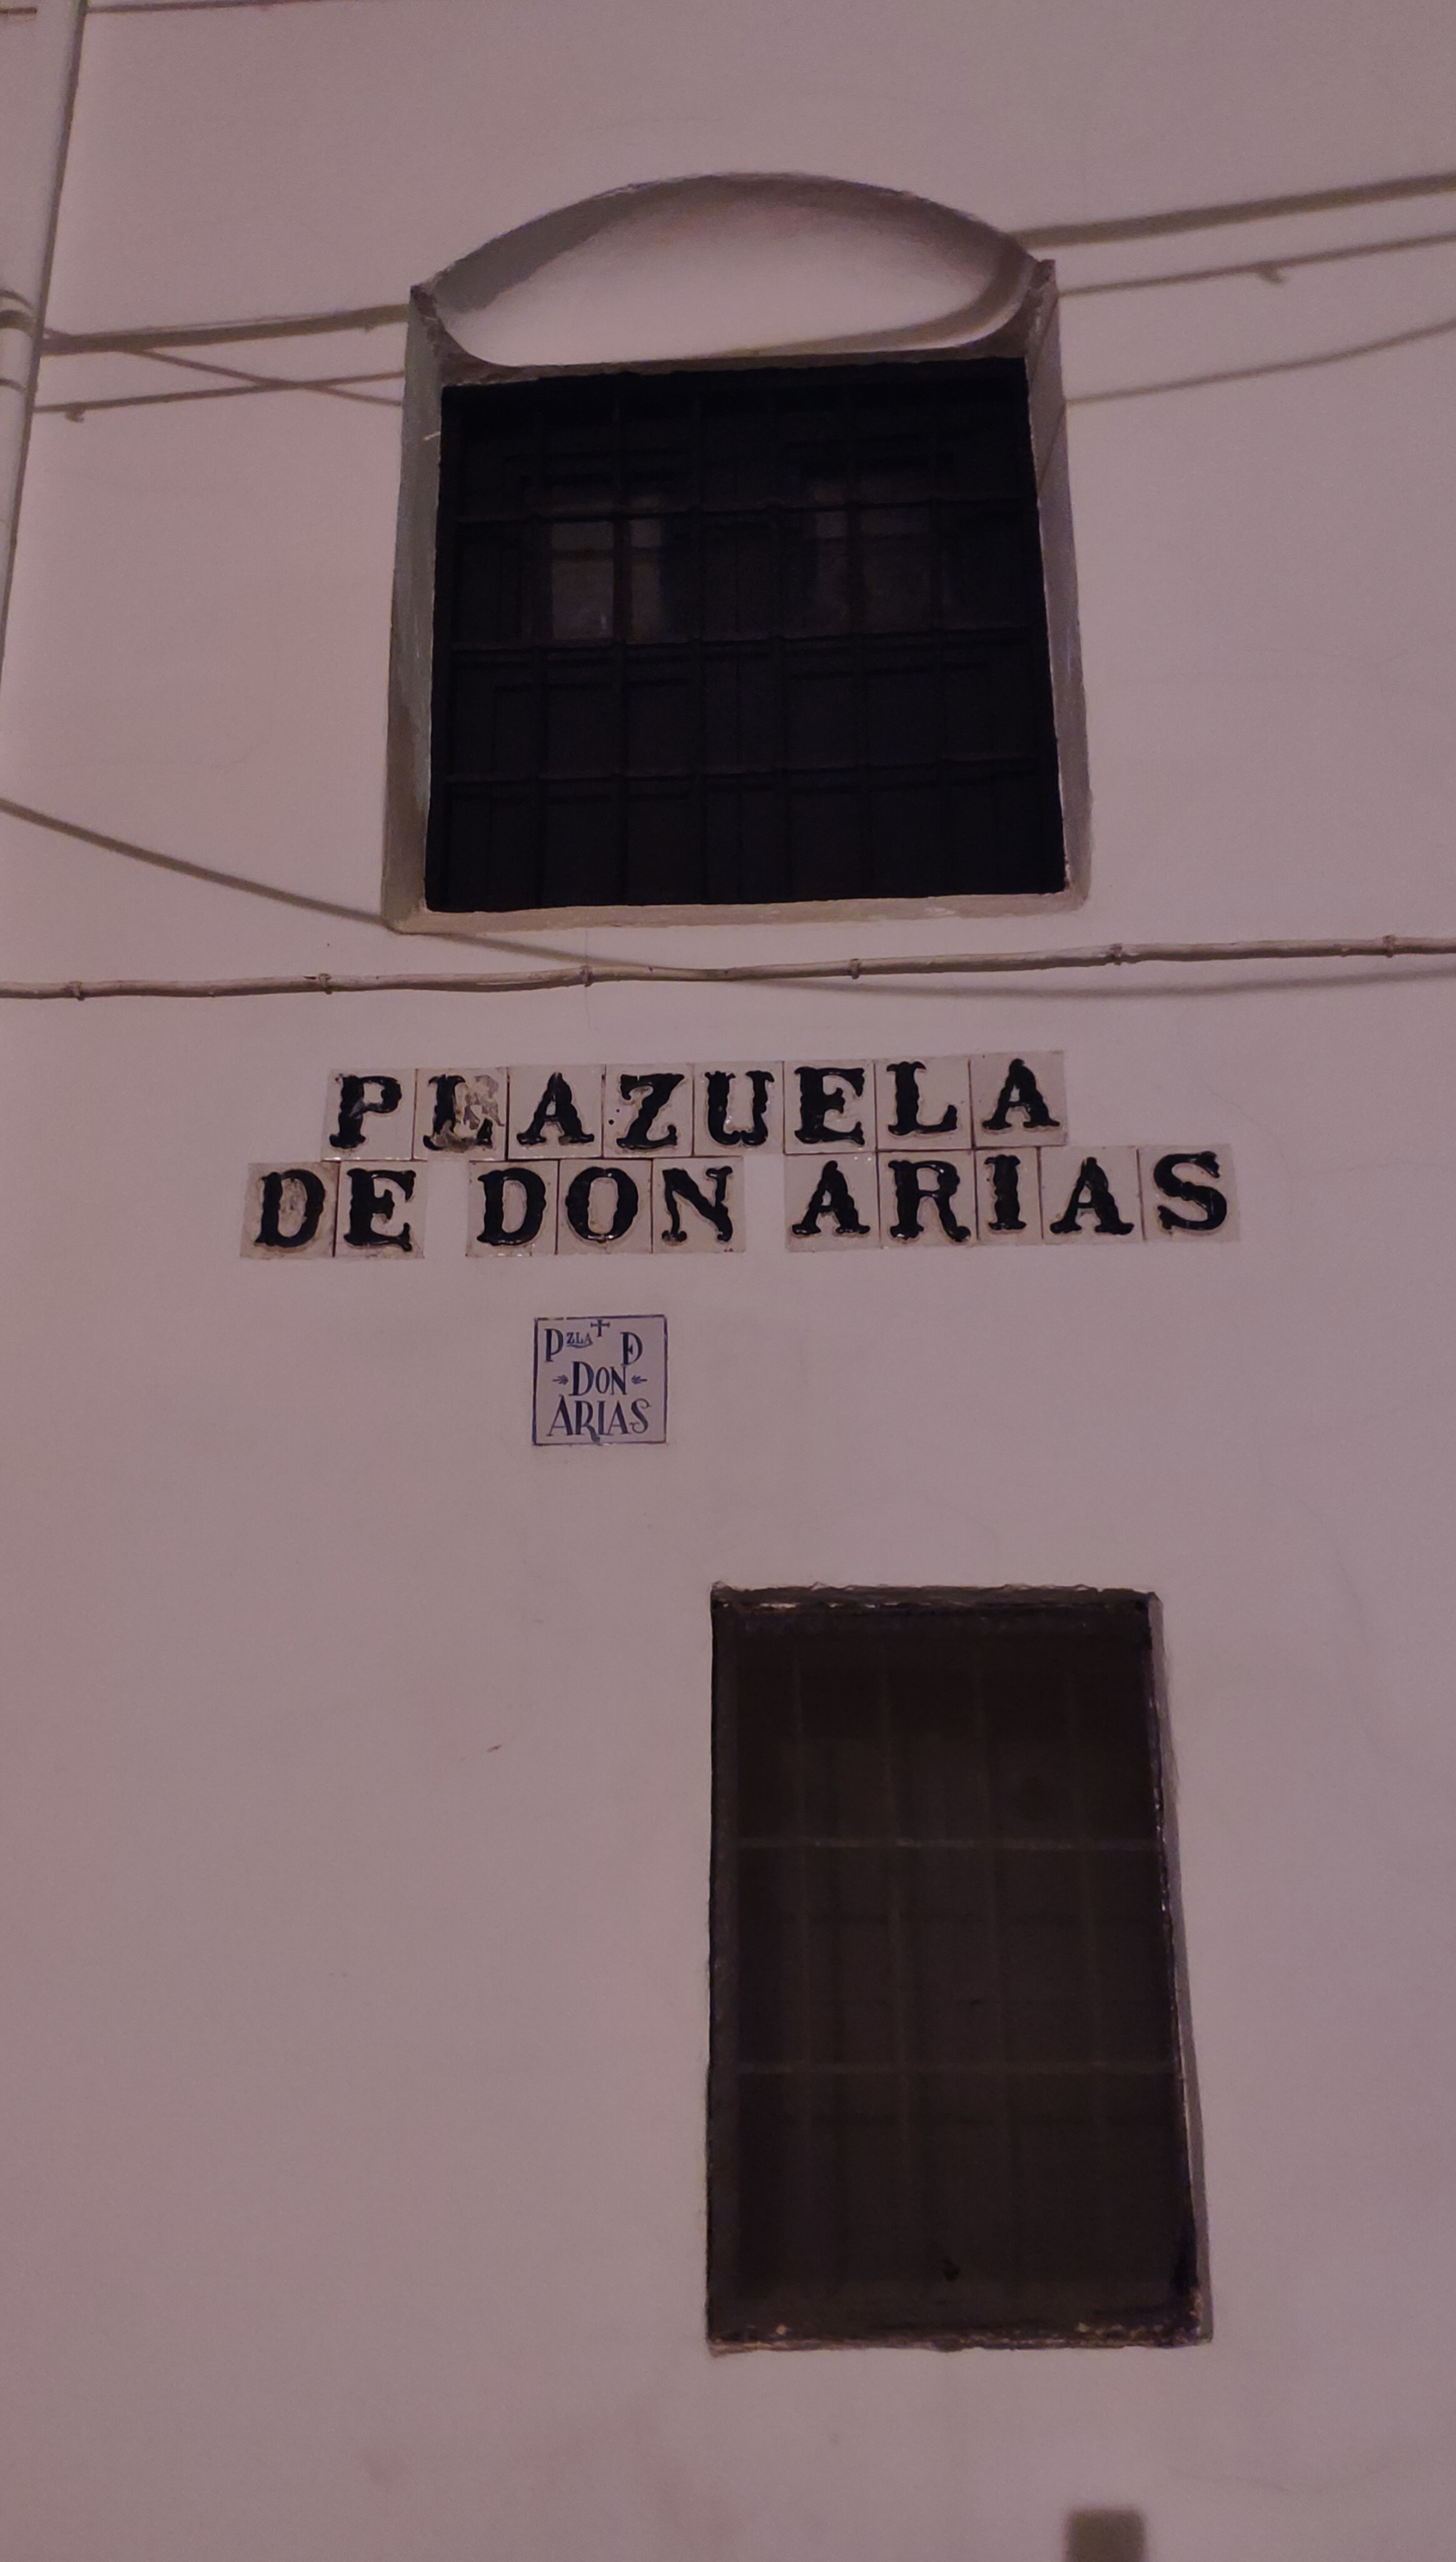 PLAZUELA
DE DON ARIAS
PZLA D
DON
ARIAS